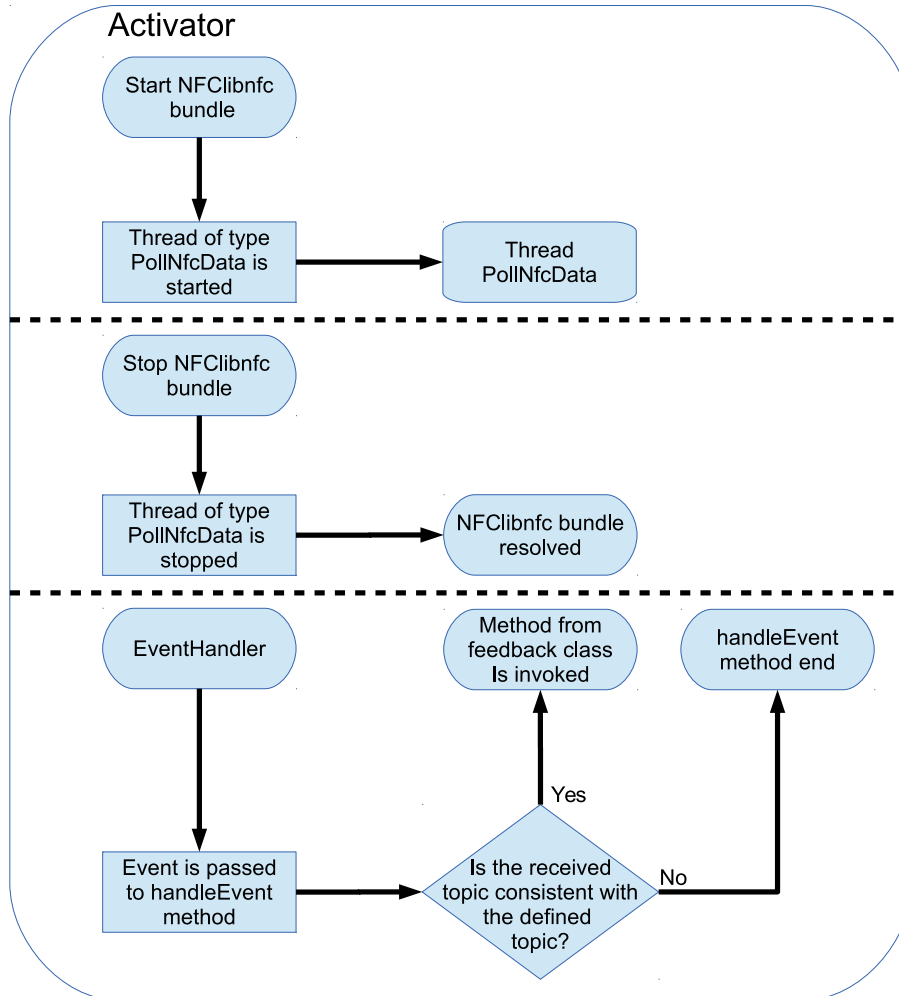 Activator
Start NFClibnfc
bundle
Thread of type
PollNfcData is
started
Thread
PollNfcData
Stop NFClibnfc
bundle
Thread of type
PollNfcData is
stopped
NFClibnfc bundle
resolved
EventHandler
Method from
feedback class
Is invoked
handleEvent
method end
Yes
Event is passed
to handleEvent
method
Is the received
topic consistent with
the defined
topic?
No